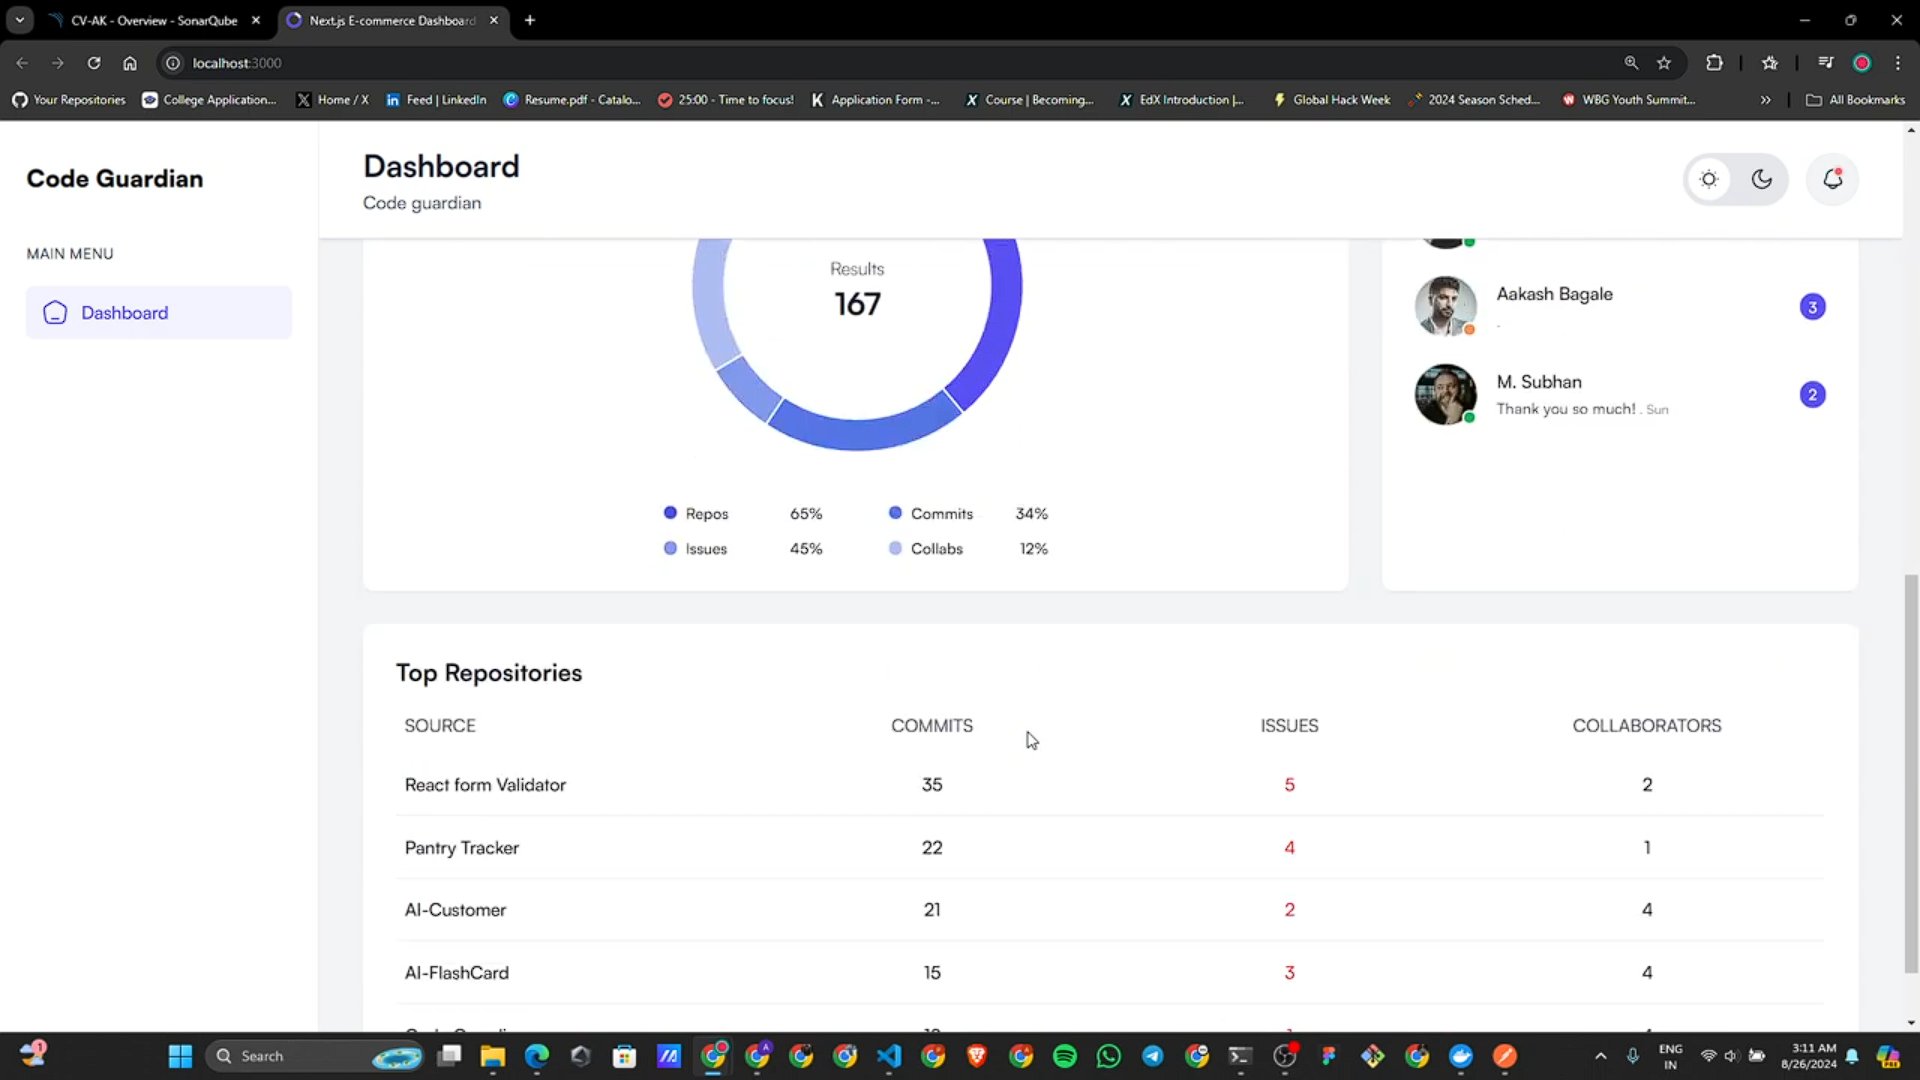 CV-AK - Overview - SonarQube
Next.js E-commerce Dashboard
localhost:3000
Your Repositories
College Application...
Home / X
Feed | LinkedIn
Resume.pdf - Catalo...
25:00 - Time to focus!
Application Form -...
Course | Becoming...
EdX Introduction |...
Global Hack Week
2024 Season Sched...
WBG Youth Summit...
All Bookmarks
Code Guardian
Dashboard
Code guardian
MAIN MENU
Dashboard
Results
167
Repos 65%
Commits 34%
Issues 45%
Collabs 12%
Aakash Bagale 3
.
M. Subhan 2
Thank you so much! . Sun
Top Repositories
SOURCE COMMITS ISSUES COLLABORATORS
React form Validator 35 5 2
Pantry Tracker 22 4 1
AI-Customer 21 2 4
AI-FlashCard 15 3 4
Search
ENG
IN
3:11 AM
8/26/2024